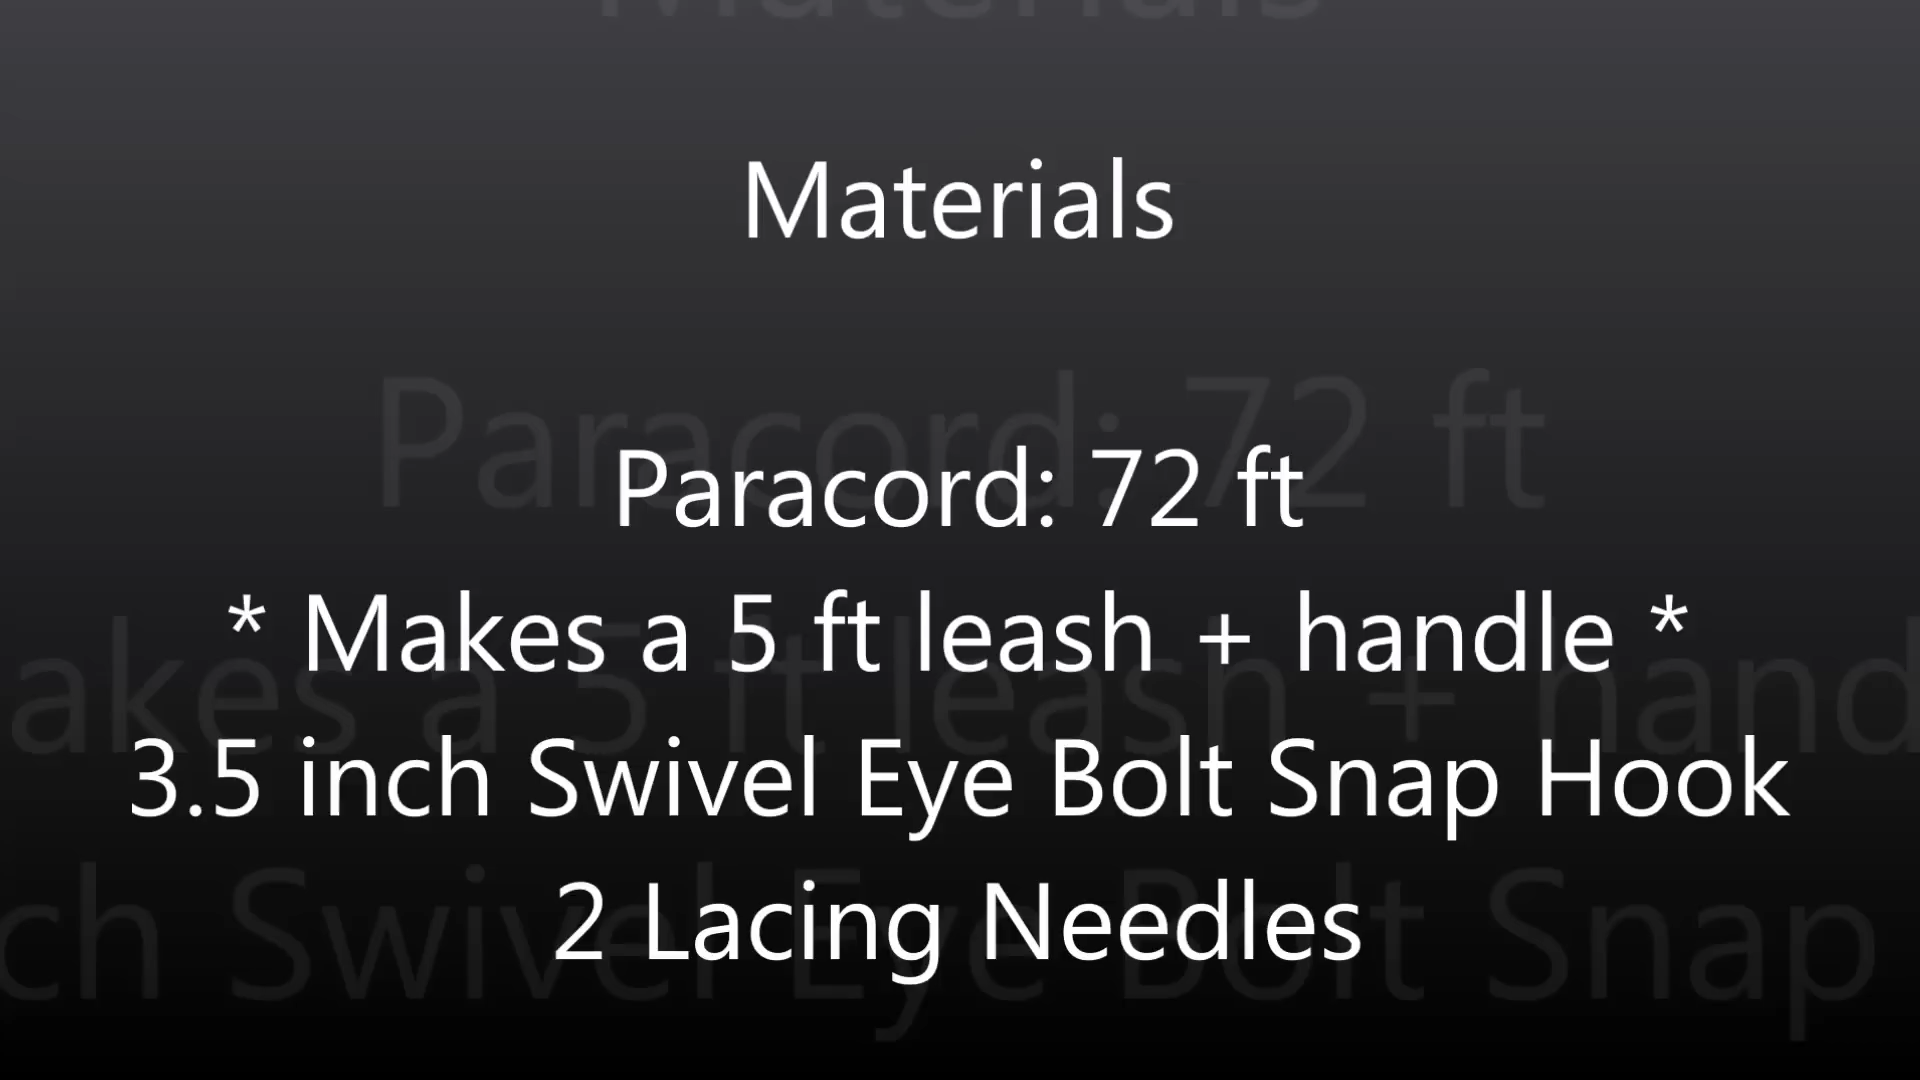 Materials
Paracord: 72 ft
* Makes a 5 ft leash + handle *
3.5 inch Swivel Eye Bolt Snap Hook
2 Lacing Needles